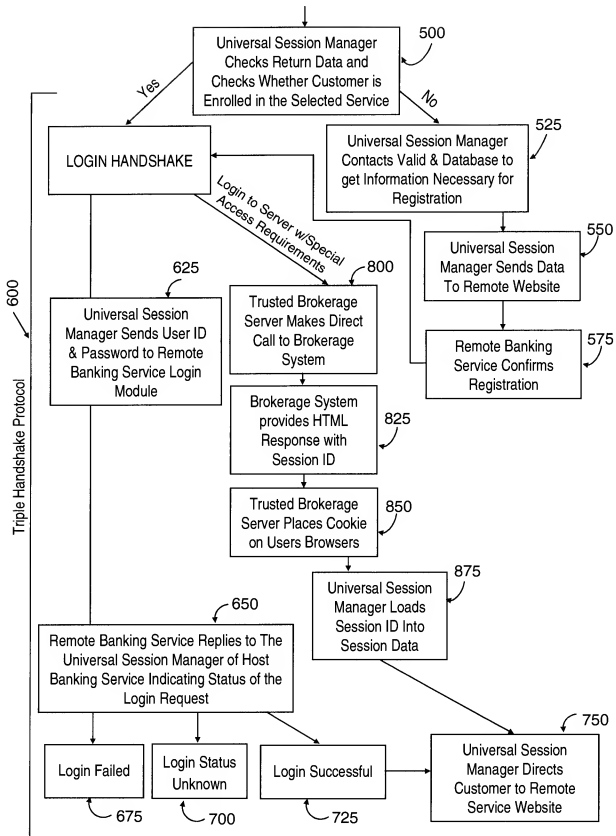 Universal Session Manager
Checks Return Data and
Checks Whether Customer is
Enrolled in the Selected Service
500
Yes
No
LOGIN HANDSHAKE
Universal Session Manager
Contacts Valid & Database to
get Information Necessary for
Registration
525
Login to Server w/Special
Access Requirements
Universal Session
Manager Sends Data
To Remote Website
550
600
Triple Handshake Protocol
625
Universal Session
Manager Sends User ID
& Password to Remote
Banking Service Login
Module
800
Trusted Brokerage
Server Makes Direct
Call to Brokerage
System
Remote Banking
Service Confirms
Registration
575
Brokerage System
provides HTML
Response with
Session ID
825
Trusted Brokerage
Server Places Cookie
on Users Browsers
850
Universal Session
Manager Loads
Session ID Into
Session Data
875
650
Remote Banking Service Replies to The
Universal Session Manager of Host
Banking Service Indicating Status of the
Login Request
Login Failed
675
Login Status
Unknown
700
Login Successful
725
750
Universal Session
Manager Directs
Customer to Remote
Service Website